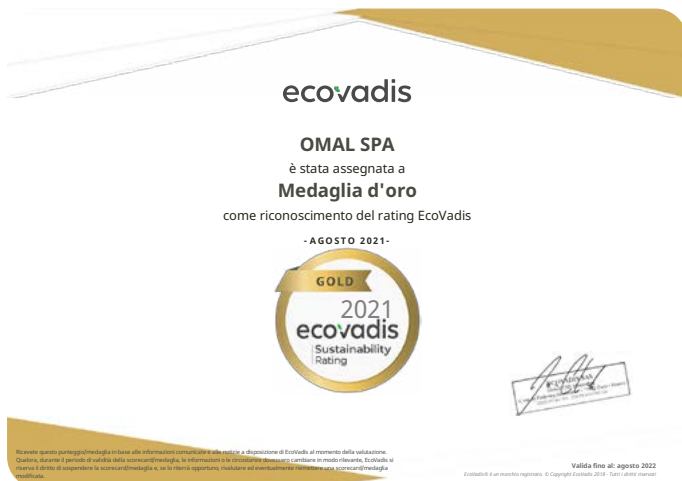 ecovadis
OMAL SPA
è stata assegnata a
Medaglia d'oro
come riconoscimento del rating EcoVadis
- AGOSTO 2021-
GOLD
2021
ecovadis
Sustainability
Rating
ECOVADIS SAS
Ricevete questo punteggio/medaglia in base alle informazioni comunicate e alle notizie a disposizione di EcoVadis al momento della valutazione.
Qualora, durante il periodo di validità della scorecard/medaglia, le informazioni o le circostanze dovessero cambiare in modo rilevante, EcoVadis si
riserva il diritto di sospendere la scorecard/medaglia e, se lo riterrà opportuno, rivalutare ed eventualmente riemettere una scorecard/medaglia
modificata.
Valida fino al: agosto 2022
EcoVadis® è un marchio registrato. © Copyright EcoVadis 2018 - Tutti i diritti riservati